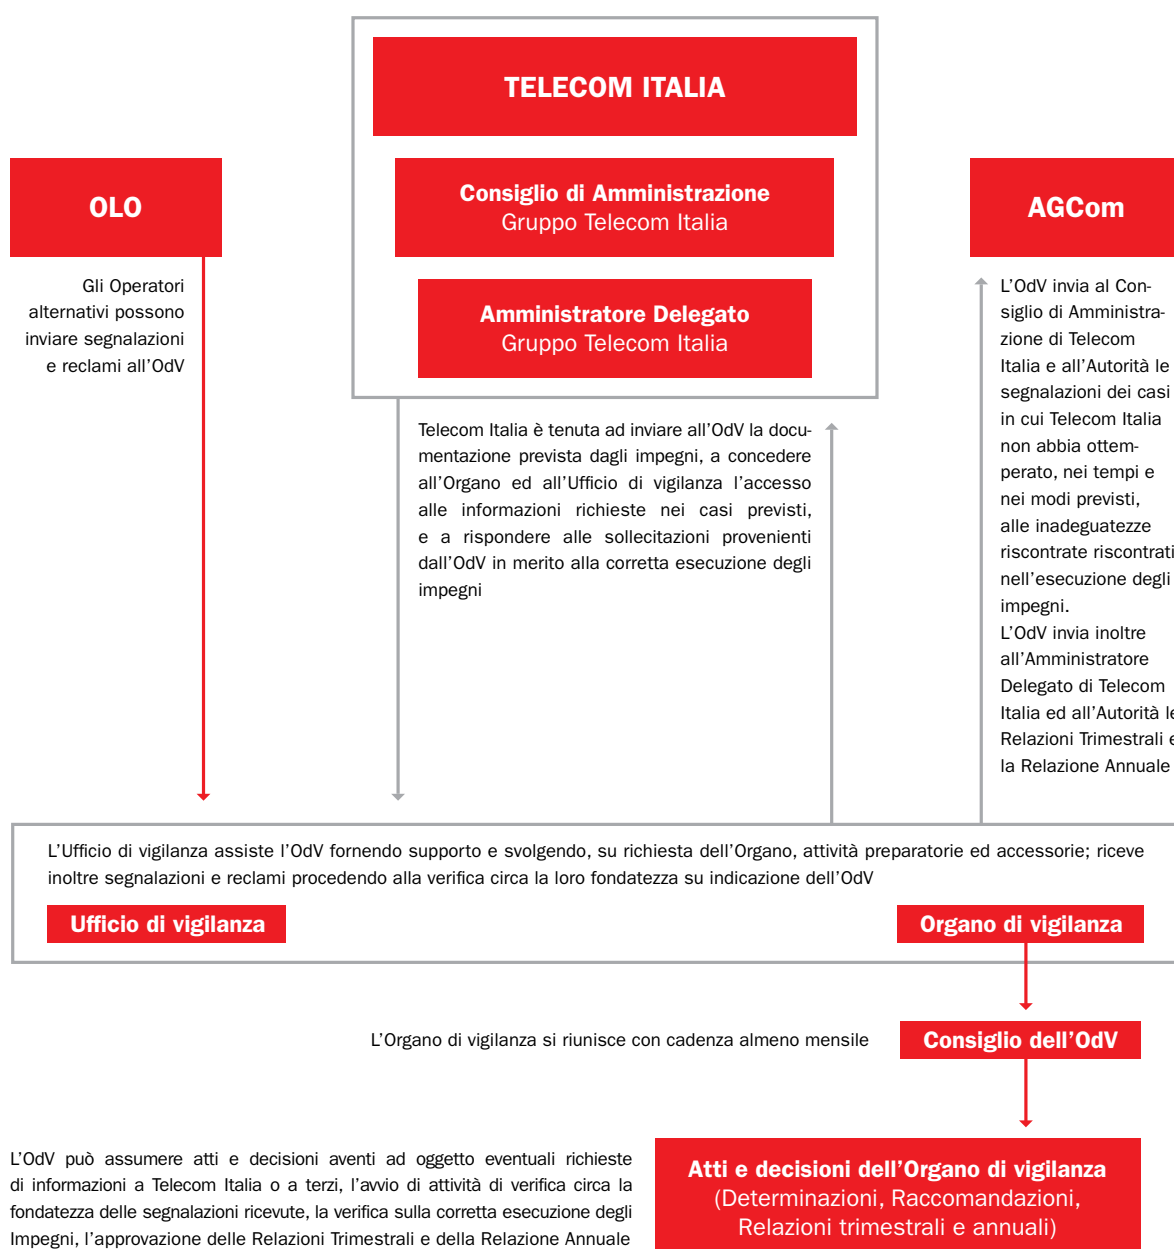 TELECOM ITALIA
OLO
Consiglio di Amministrazione
Gruppo Telecom Italia
AGCom
Amministratore Delegato
Gruppo Telecom Italia
Gli Operatori
alternativi possono
inviare segnalazioni
e reclami all’OdV
Telecom Italia è tenuta ad inviare all’OdV la docu-
mentazione prevista dagli impegni, a concedere
all’Organo ed all’Ufficio di vigilanza l’accesso
alle informazioni richieste nei casi previsti,
e a rispondere alle sollecitazioni provenienti
dall’OdV in merito alla corretta esecuzione degli
impegni
L’OdV invia al Con-
siglio di Amministra-
zione di Telecom
Italia e all’Autorità le
segnalazioni dei casi
in cui Telecom Italia
non abbia ottem-
perato, nei tempi e
nei modi previsti,
alle inadeguatezze
riscontrate riscontrati
nell’esecuzione degli
impegni.
L’OdV invia inoltre
all’Amministratore
Delegato di Telecom
Italia ed all’Autorità le
Relazioni Trimestrali e
la Relazione Annuale
L’Ufficio di vigilanza assiste l’OdV fornendo supporto e svolgendo, su richiesta dell’Organo, attività preparatorie ed accessorie; riceve
inoltre segnalazioni e reclami procedendo alla verifica circa la loro fondatezza su indicazione dell’OdV
Ufficio di vigilanza
Organo di vigilanza
L’Organo di vigilanza si riunisce con cadenza almeno mensile
Consiglio dell’OdV
L’OdV può assumere atti e decisioni aventi ad oggetto eventuali richieste
di informazioni a Telecom Italia o a terzi, l’avvio di attività di verifica circa la
fondatezza delle segnalazioni ricevute, la verifica sulla corretta esecuzione degli
Impegni, l’approvazione delle Relazioni Trimestrali e della Relazione Annuale
Atti e decisioni dell’Organo di vigilanza
(Determinazioni, Raccomandazioni,
Relazioni trimestrali e annuali)